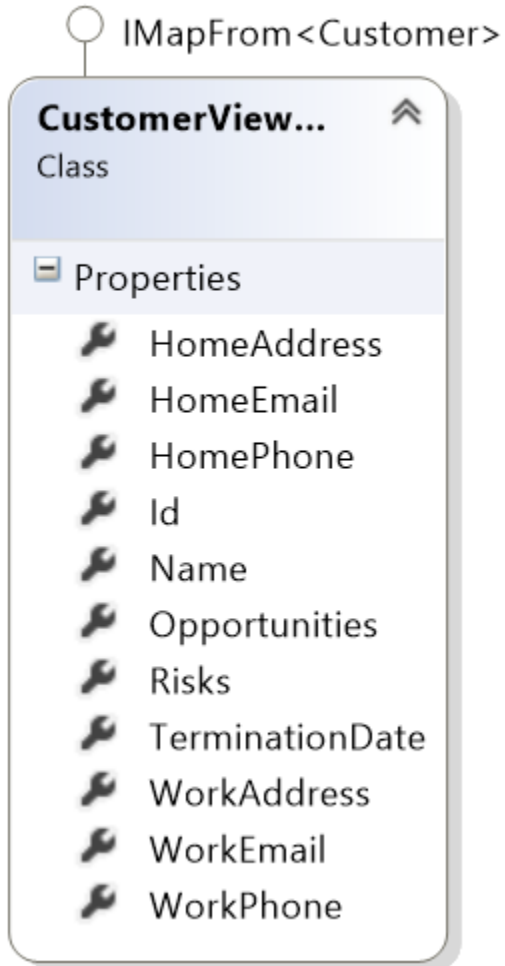 IMapFrom<Customer>
CustomerView...
Class
Properties
HomeAddress
HomeEmail
HomePhone
Id
Name
Opportunities
Risks
TerminationDate
WorkAddress
WorkEmail
WorkPhone